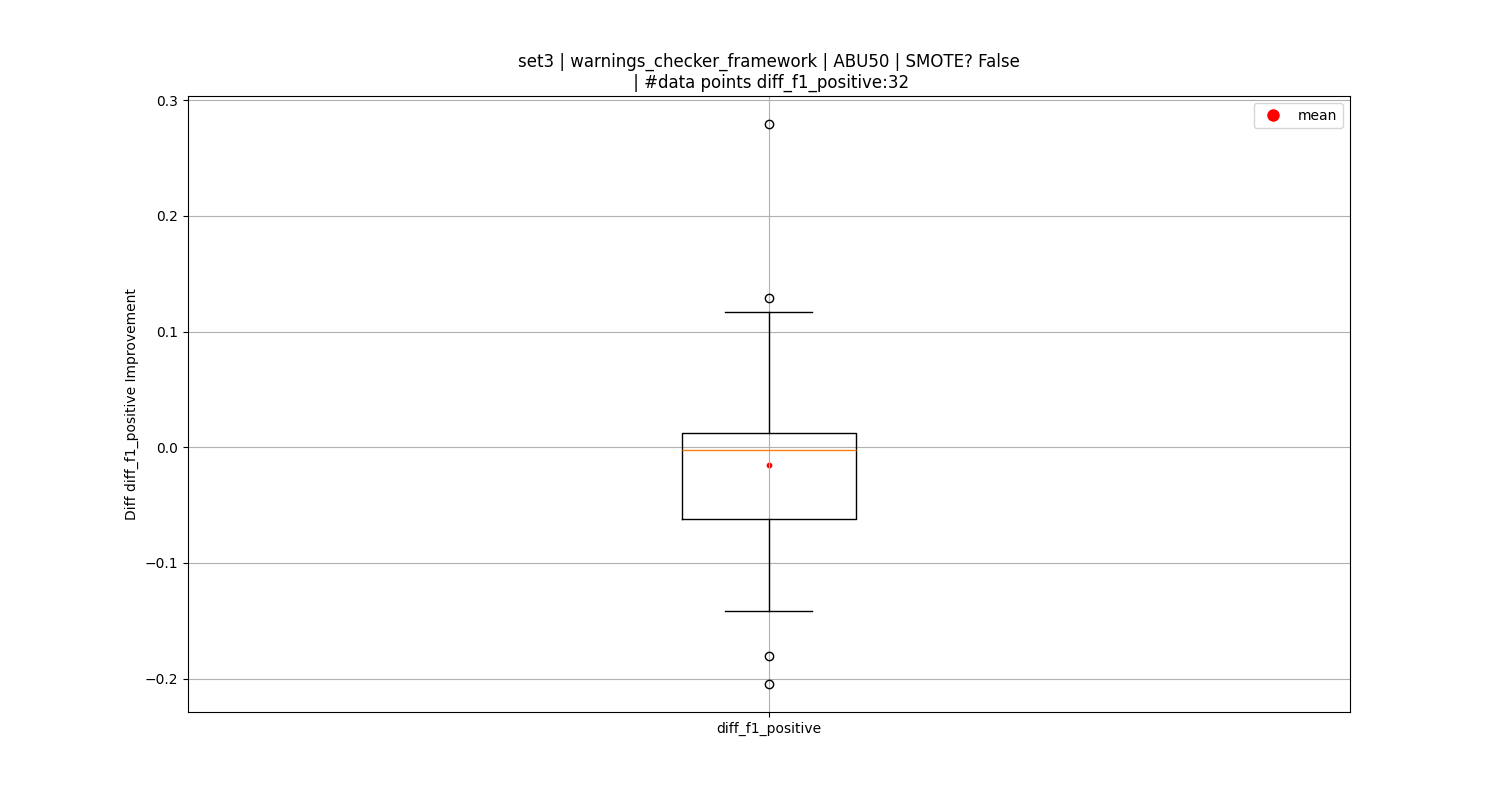 set3 | warnings_checker_framework | ABU50 | SMOTE? False
| #data points diff_f1_positive:32
mean
0.3
0.2
0.1
0.0
−0.1
−0.2
Diff diff_f1_positive Improvement
diff_f1_positive